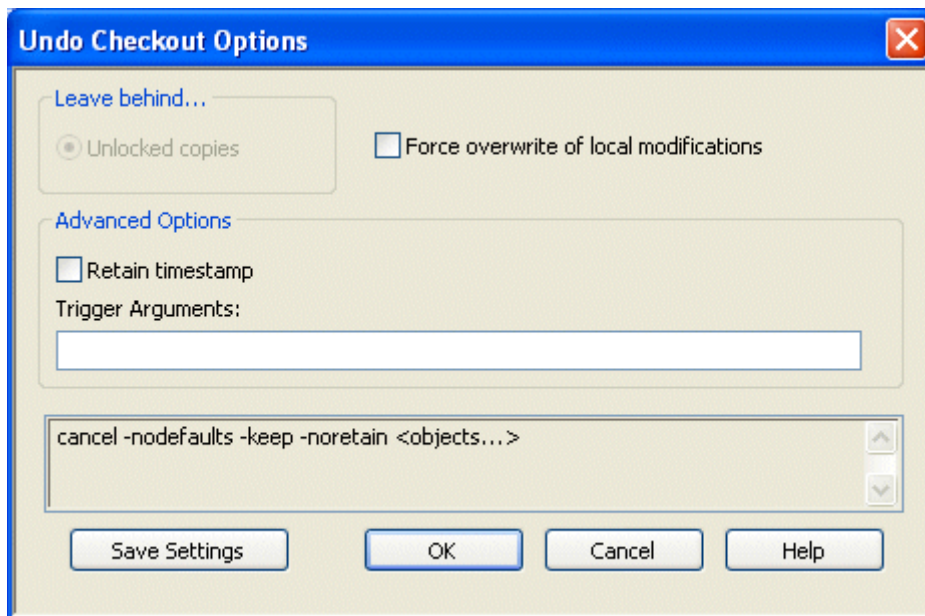 Undo Checkout Options
Leave behind...
Unlocked copies
Force overwrite of local modifications
Advanced Options
Retain timestamp
Trigger Arguments:
cancel -nodefaults -keep -noretain <objects...>
Save Settings
OK
Cancel
Help